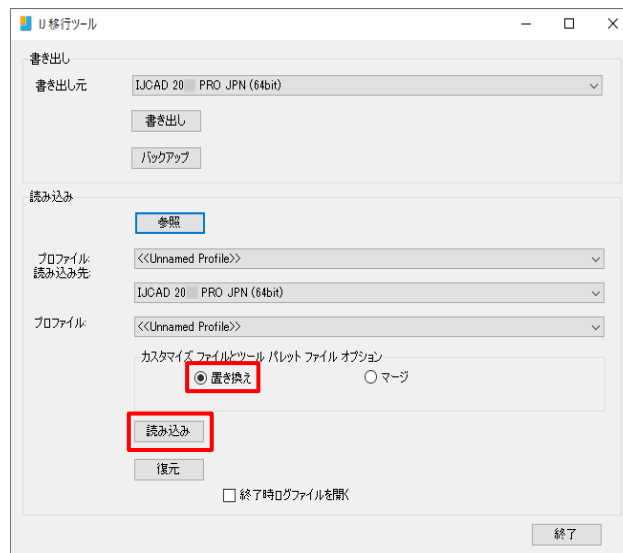 IJ 移行ツール
書き出し
書き出し元
IJCAD 20 PRO JPN (64bit)
書き出し
バックアップ
読み込み
参照
プロファイル:
<<Unnamed Profile>>
読み込み先:
IJCAD 20 PRO JPN (64bit)
プロファイル:
<<Unnamed Profile>>
カスタマイズ ファイルとツール パレット ファイル オプション
置き換え
マージ
読み込み
復元
終了時ログファイルを開く
終了